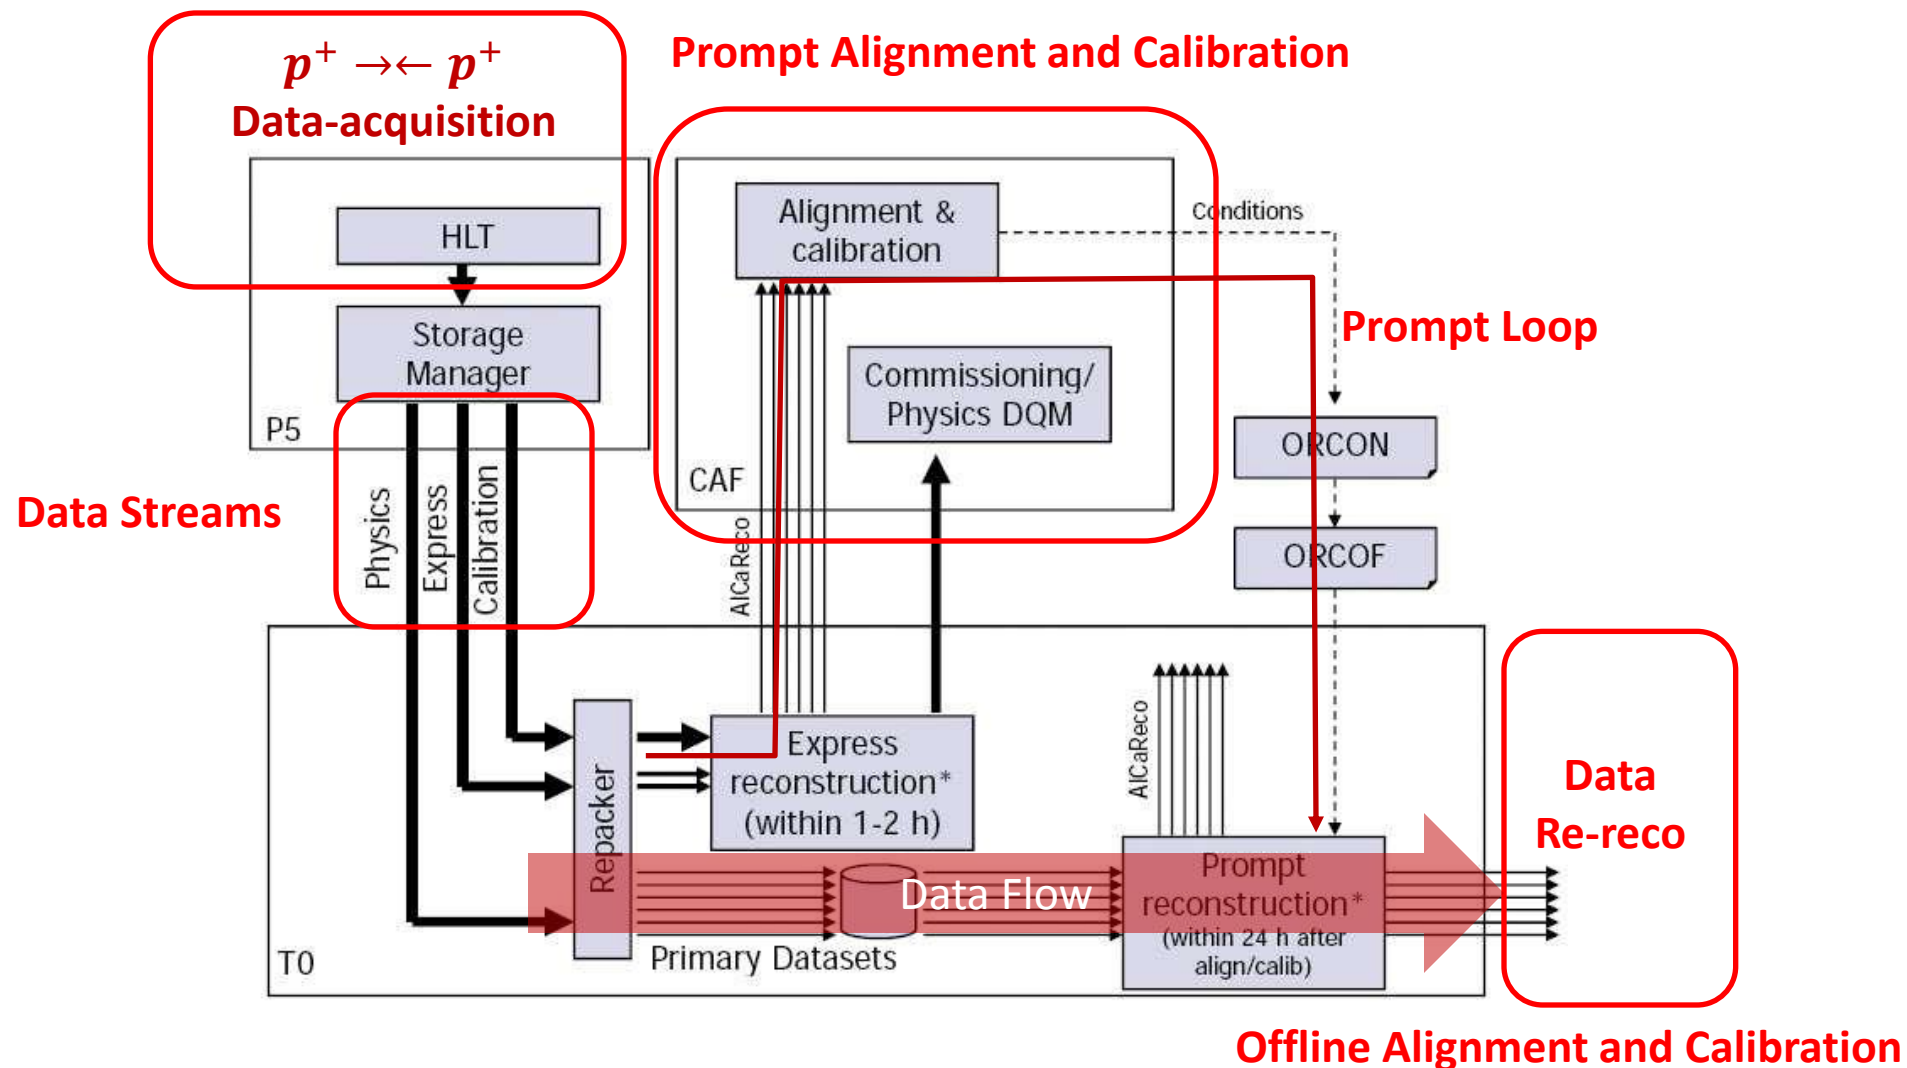 p⁺ →← p⁺
Data-acquisition
Prompt Alignment and Calibration
HLT
Storage
Manager
P5
Alignment &
calibration
Conditions
Prompt Loop
Commissioning/
Physics DQM
CAF
ORCON
ORCOF
Data Streams
Physics
Express
Calibration
AlCaReco
Repacker
Express
reconstruction*
(within 1-2 h)
AlCaReco
Data Flow
Prompt
reconstruction*
(within 24 h after
align/calib)
Primary Datasets
T0
Data
Re-reco
Offline Alignment and Calibration